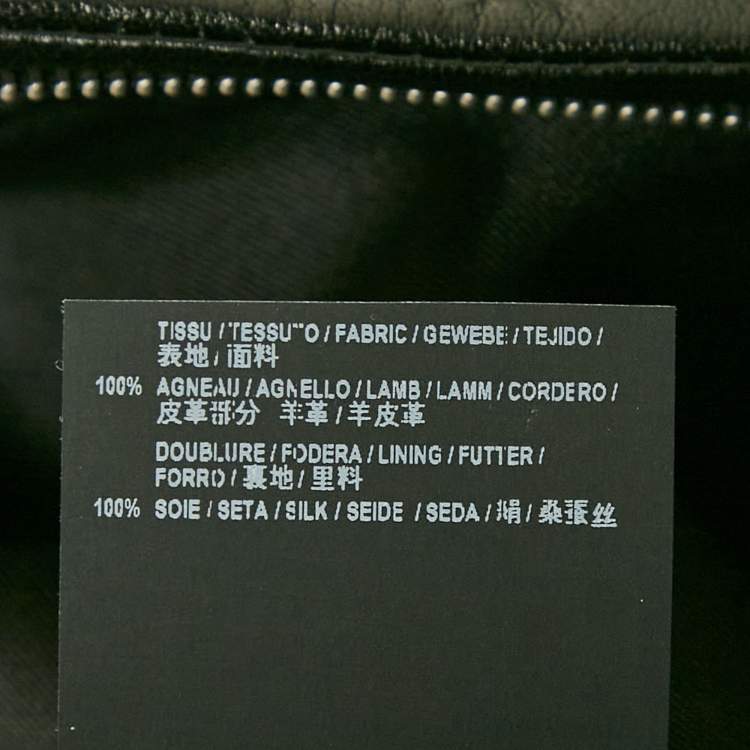 TISSU / TESSUTO / FABRIC / GEWEBE / TEJIDO /
表地 / 面料
100% AGNEAU / AGNELLO / LAMB / LAMM / CORDERO /
皮革部分 羊革 / 羊皮革
DOUBLURE / FODERA / LINING / FUTTER /
FORRO / 裏地 / 里料
100% SOIE / SETA / SILK / SEIDE / SEDA / 絹 / 桑蚕丝